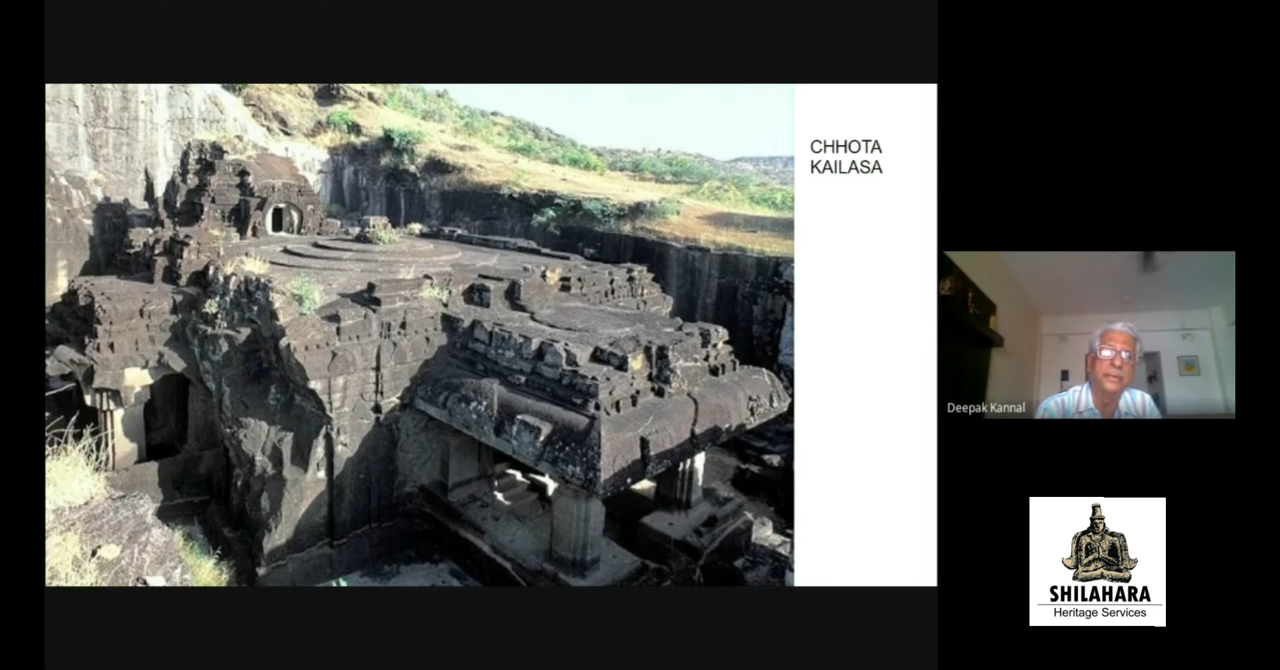 CHHOTA
KAILASA
Deepak Kannal
SHILAHARA
Heritage Services